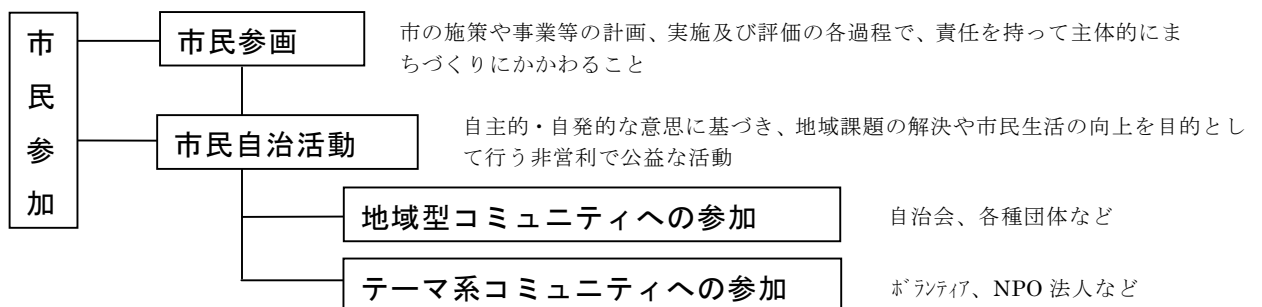 市民参加
市民参画
市の施策や事業等の計画、実施及び評価の各過程で、責任を持って主体的にま
ちづくりにかかわること
市民自治活動
自主的・自発的な意思に基づき、地域課題の解決や市民生活の向上を目的とし
て行う非営利で公益な活動
地域型コミュニティへの参加
自治会、各種団体など
テーマ系コミュニティへの参加
ﾎﾞﾗﾝﾃｨｱ、NPO 法人など